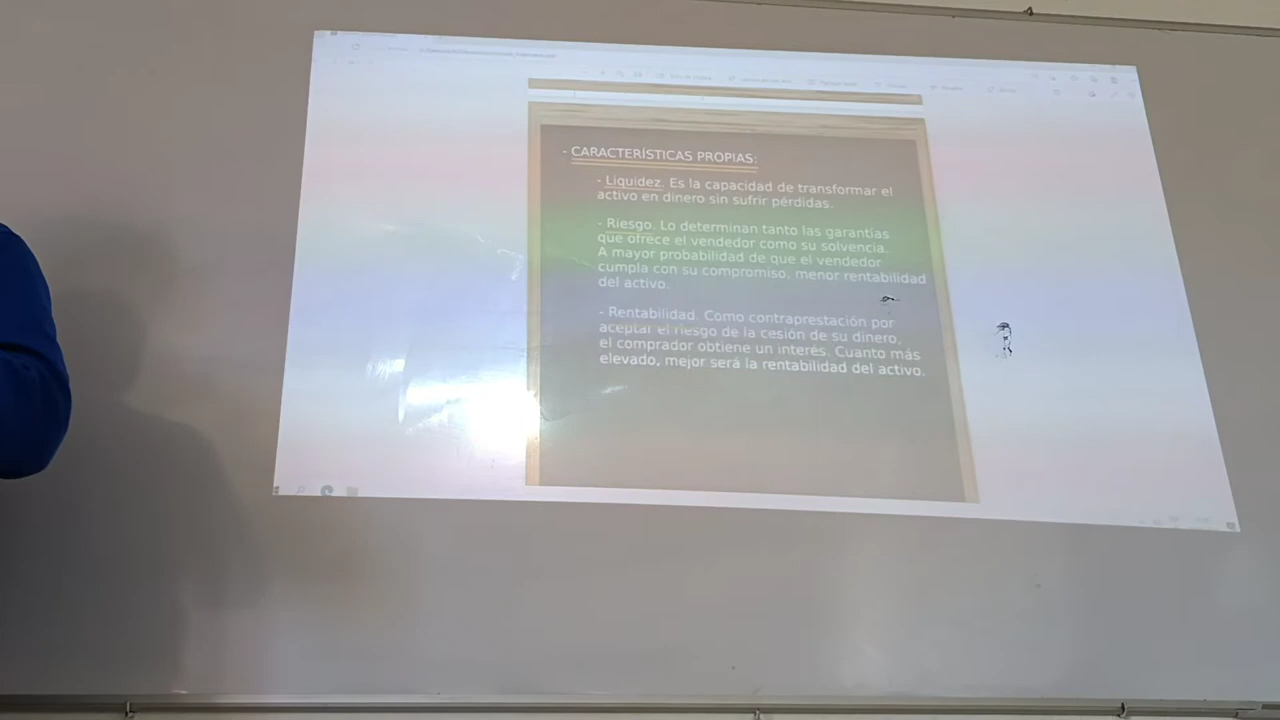 - CARACTERÍSTICAS PROPIAS:
- Liquidez. Es la capacidad de transformar el
activo en dinero sin sufrir pérdidas.
- Riesgo. Lo determinan tanto las garantías
que ofrece el vendedor como su solvencia.
A mayor probabilidad de que el vendedor
cumpla con su compromiso, menor rentabilidad
del activo.
- Rentabilidad. Como contraprestación por
aceptar el riesgo de la cesión de su dinero,
el comprador obtiene un interés. Cuanto más
elevado, mejor será la rentabilidad del activo.